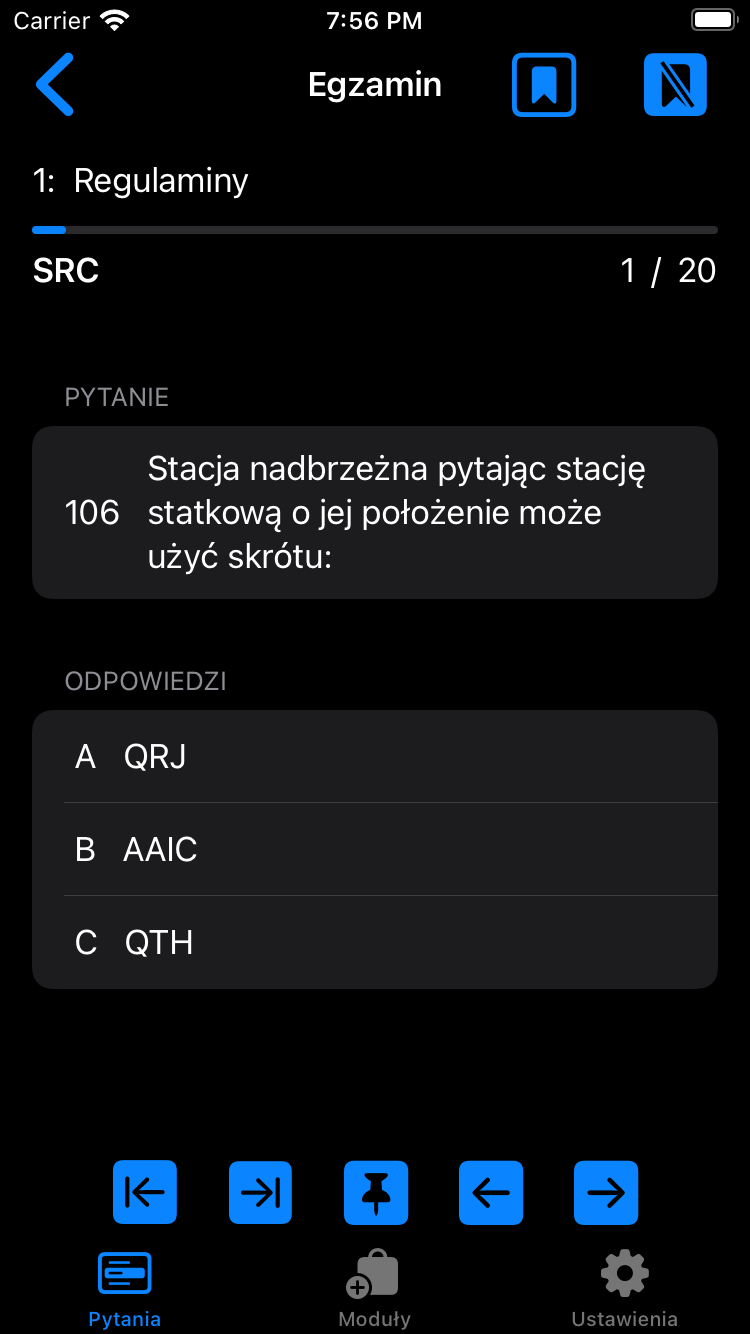 Carrier 7:56 PM
Egzamin
1: Regulaminy
SRC 1 / 20
PYTANIE
106 Stacja nadbrzeżna pytając stację
statkową o jej położenie może
użyć skrótu:
ODPOWIEDZI
A QRJ
B AAIC
C QTH
Pytania Moduły Ustawienia